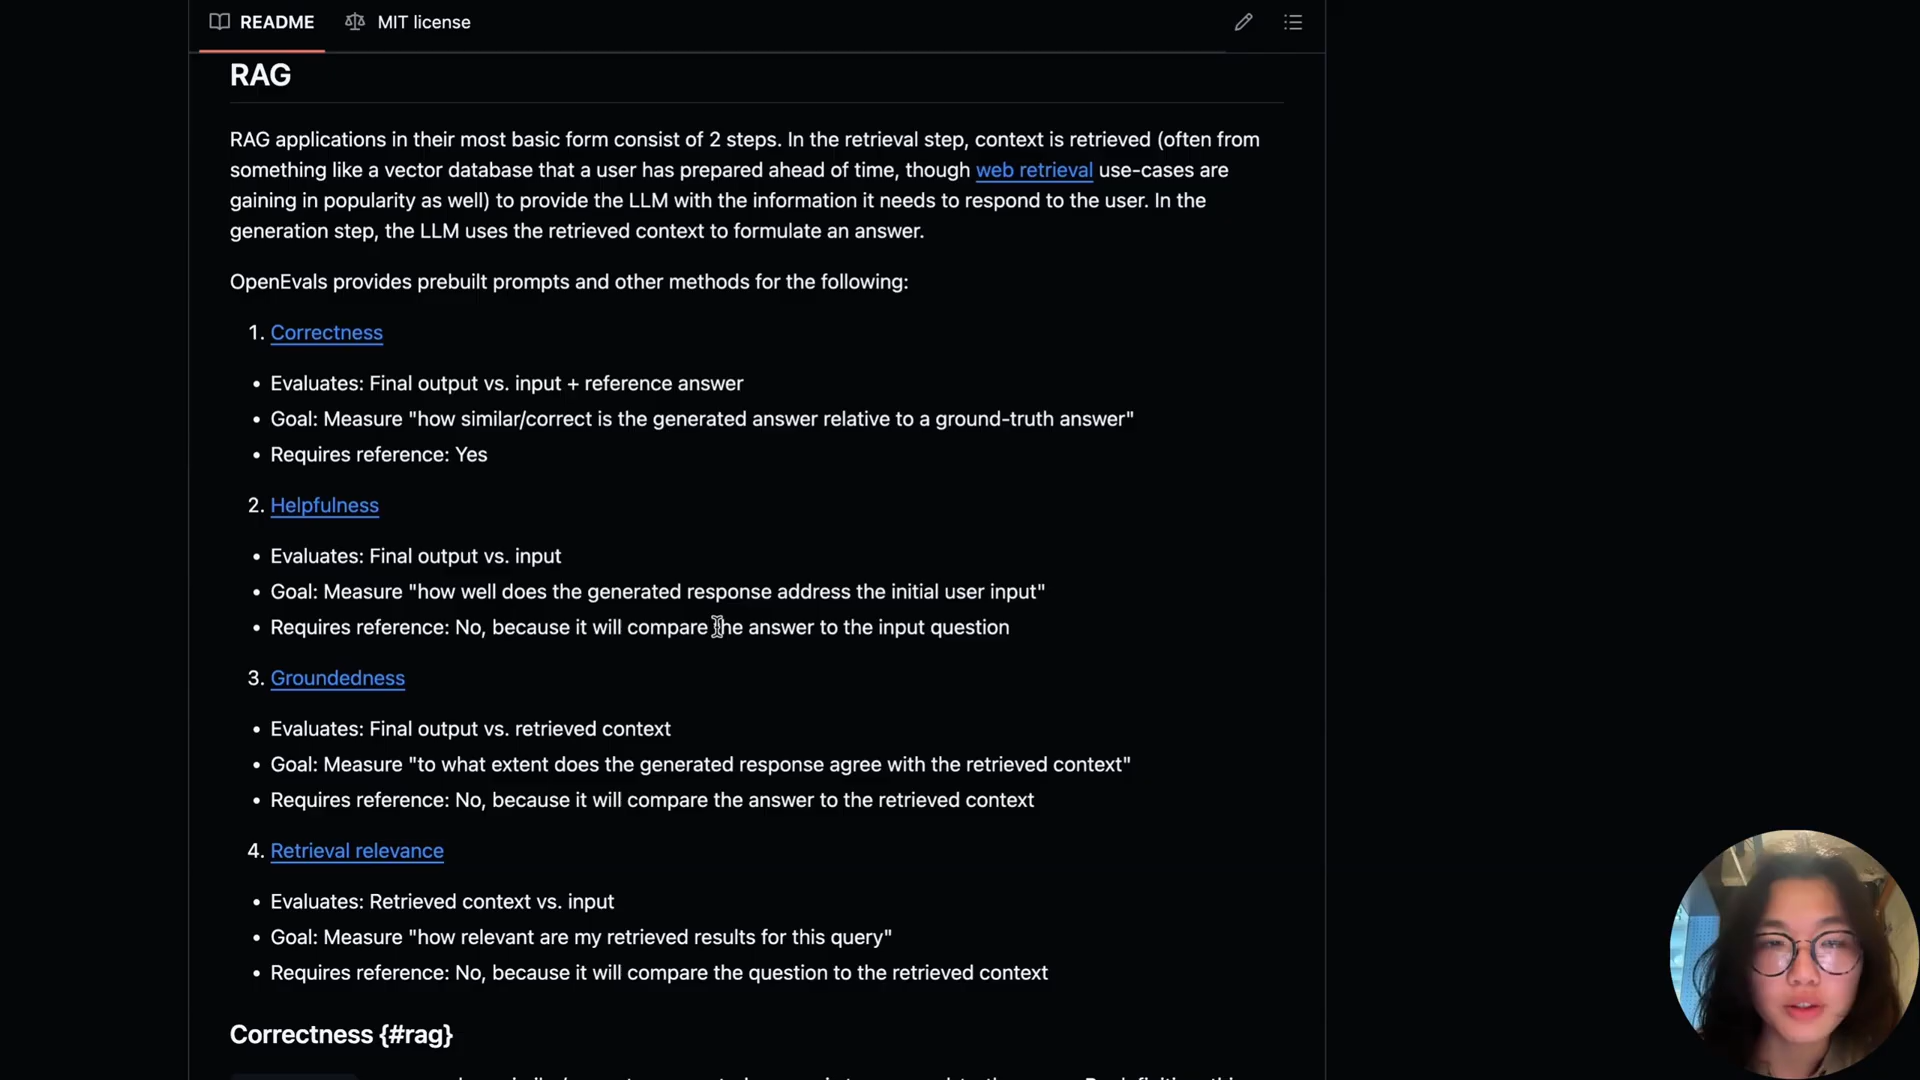 README
MIT license
RAG
RAG applications in their most basic form consist of 2 steps. In the retrieval step, context is retrieved (often from
something like a vector database that a user has prepared ahead of time, though web retrieval use-cases are
gaining in popularity as well) to provide the LLM with the information it needs to respond to the user. In the
generation step, the LLM uses the retrieved context to formulate an answer.
OpenEvals provides prebuilt prompts and other methods for the following:
1. Correctness
• Evaluates: Final output vs. input + reference answer
• Goal: Measure "how similar/correct is the generated answer relative to a ground-truth answer"
• Requires reference: Yes
2. Helpfulness
• Evaluates: Final output vs. input
• Goal: Measure "how well does the generated response address the initial user input"
• Requires reference: No, because it will compare the answer to the input question
3. Groundedness
• Evaluates: Final output vs. retrieved context
• Goal: Measure "to what extent does the generated response agree with the retrieved context"
• Requires reference: No, because it will compare the answer to the retrieved context
4. Retrieval relevance
• Evaluates: Retrieved context vs. input
• Goal: Measure "how relevant are my retrieved results for this query"
• Requires reference: No, because it will compare the question to the retrieved context
Correctness {#rag}